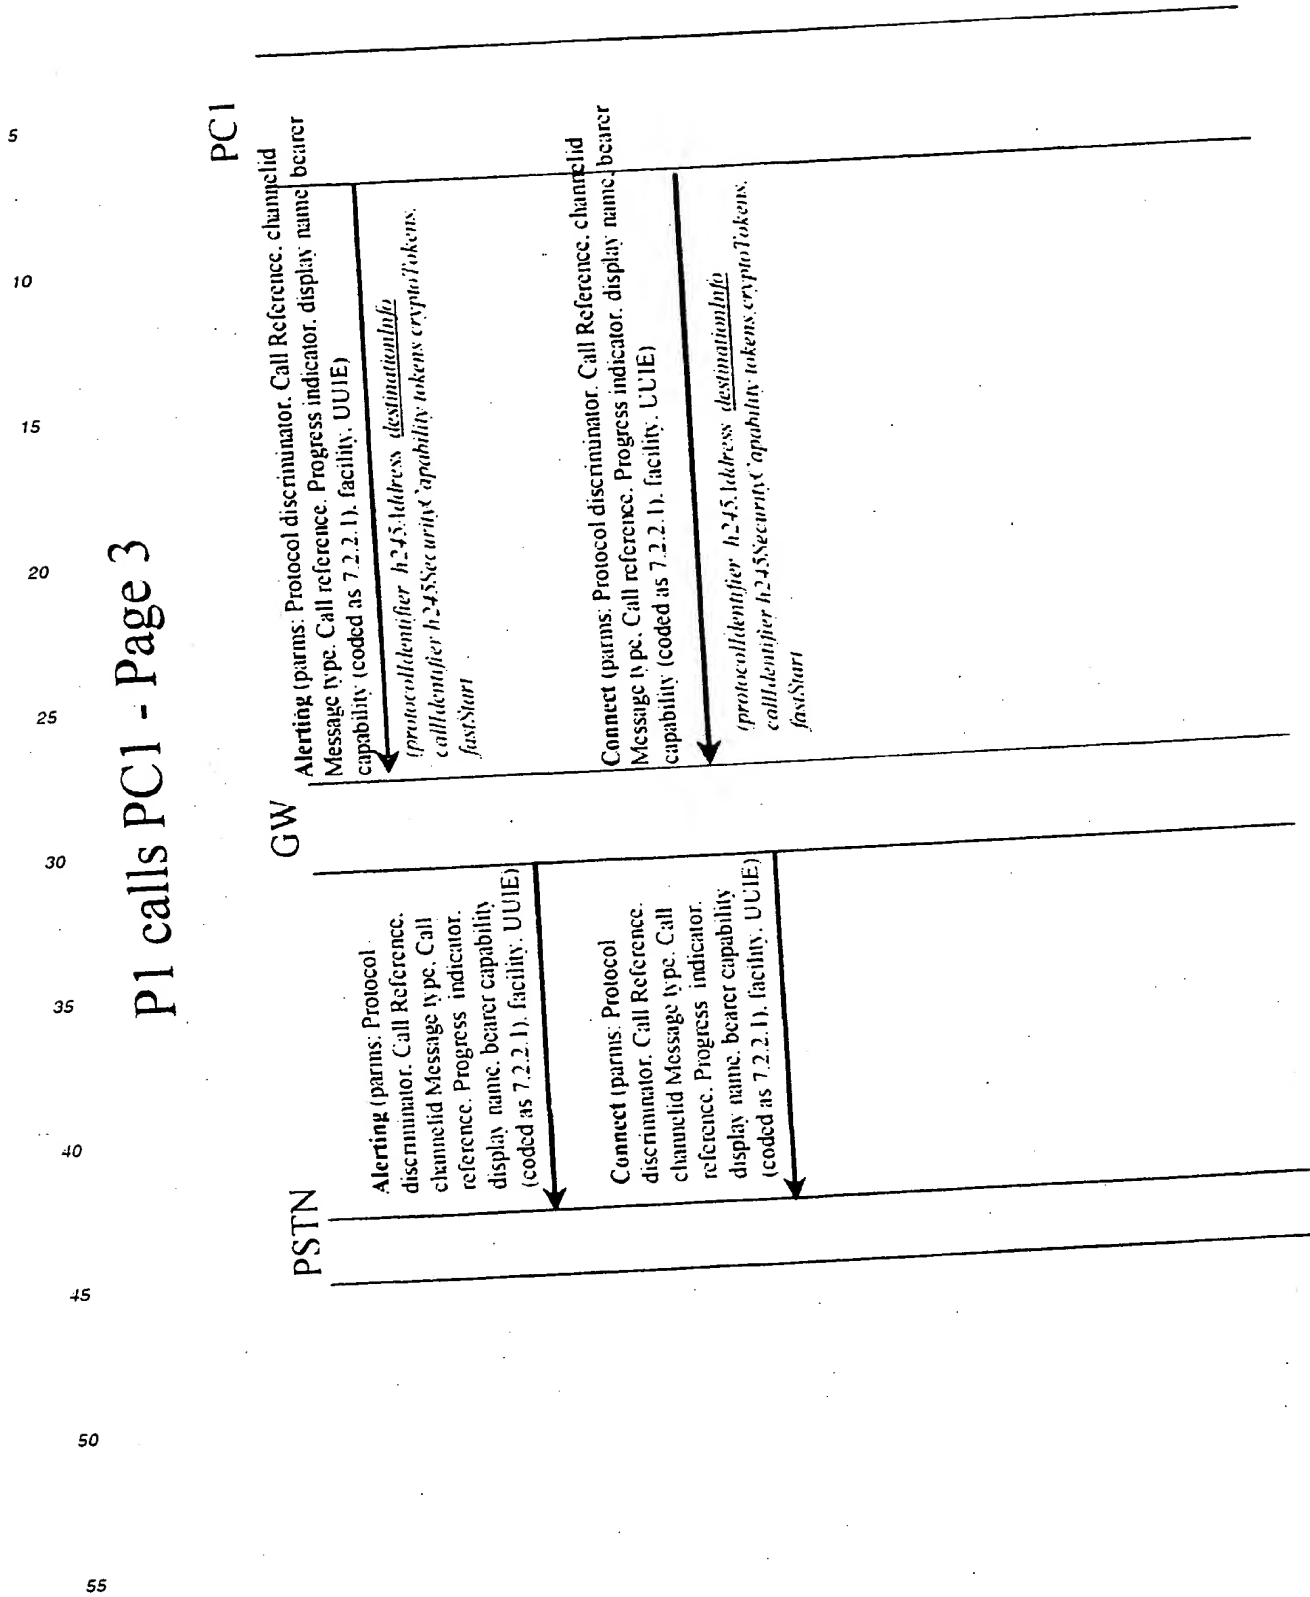 5
10
15
20
25
30
35
40
45
50
55
P1 calls PC1 - Page 3
PSTN
GW
PC1
Alerting (parms: Protocol
discriminator. Call Reference.
channelid Message type. Call
reference. Progress indicator.
display name. bearer capability
(coded as 7.2.2.1). facility. UUIE)
Connect (parms: Protocol
discriminator. Call Reference.
channelid Message type. Call
reference. Progress indicator.
display name. bearer capability
(coded as 7.2.2.1). facility. UUIE)
Alerting (parms: Protocol discriminator. Call Reference. channelid
Message type. Call reference. Progress indicator. display name. bearer
capability (coded as 7.2.2.1). facility. UUIE)
(protocolIdentifier h245Address destinationInfo
callIdentifier h245SecurityCapability tokens cryptoTokens.
fastStart
Connect (parms: Protocol discriminator. Call Reference. channelid
Message type. Call reference. Progress indicator. display name. bearer
capability (coded as 7.2.2.1). facility. UUIE)
(protocolIdentifier h245Address destinationInfo
callIdentifier h245SecurityCapability tokens cryptoTokens.
fastStart